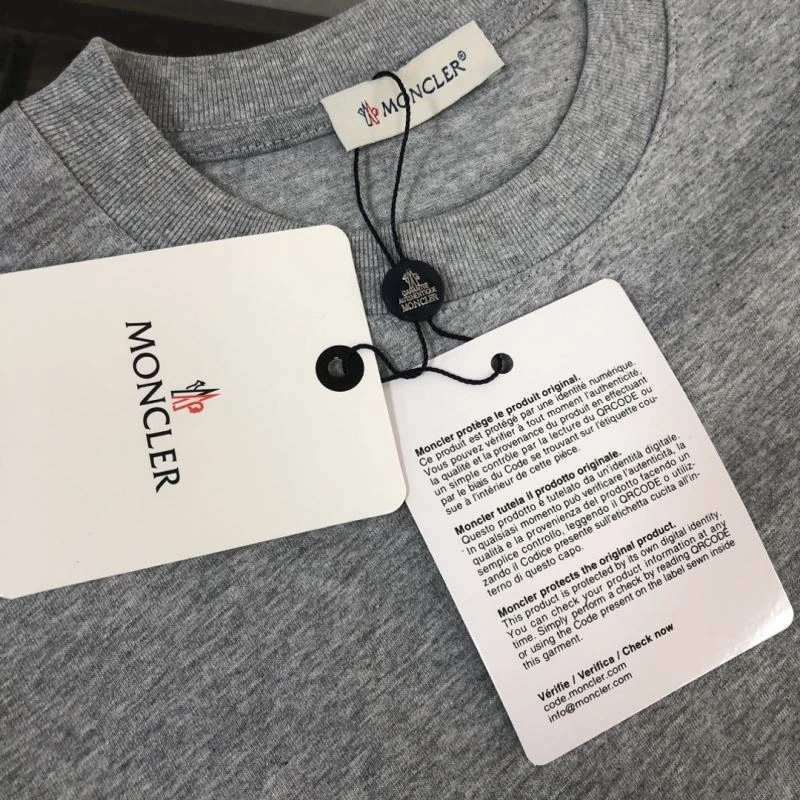 MONCLER®
GARANTIE
AUTHENTIQUE
MONCLER
MONCLER
Moncler protège le produit original.
Ce produit est protégé par une identité numérique.
Vous pouvez vérifier à tout moment l'authenticité,
la qualité et la provenance du produit en effectuant
un simple contrôle par la lecture du QRCODE ou
par le biais du Code se trouvant sur l'étiquette cou-
sue à l'intérieur de cette pièce.
Moncler tutela il prodotto originale.
Questo prodotto è tutelato da un'identità digitale.
In qualsiasi momento può verificare l'autenticità, la
qualità e la provenienza del prodotto facendo un
semplice controllo, leggendo il QRCODE o utiliz-
zando il Codice presente sull'etichetta cucita all'in-
terno di questo capo.
Moncler protects the original product.
This product is protected by its own digital identity.
You can check your product information at any
time. Simply perform a check by reading QRCODE
or using the Code present on the label sewn inside
this garment.
Vérifie / Verifica / Check now
code.moncler.com
info@moncler.com